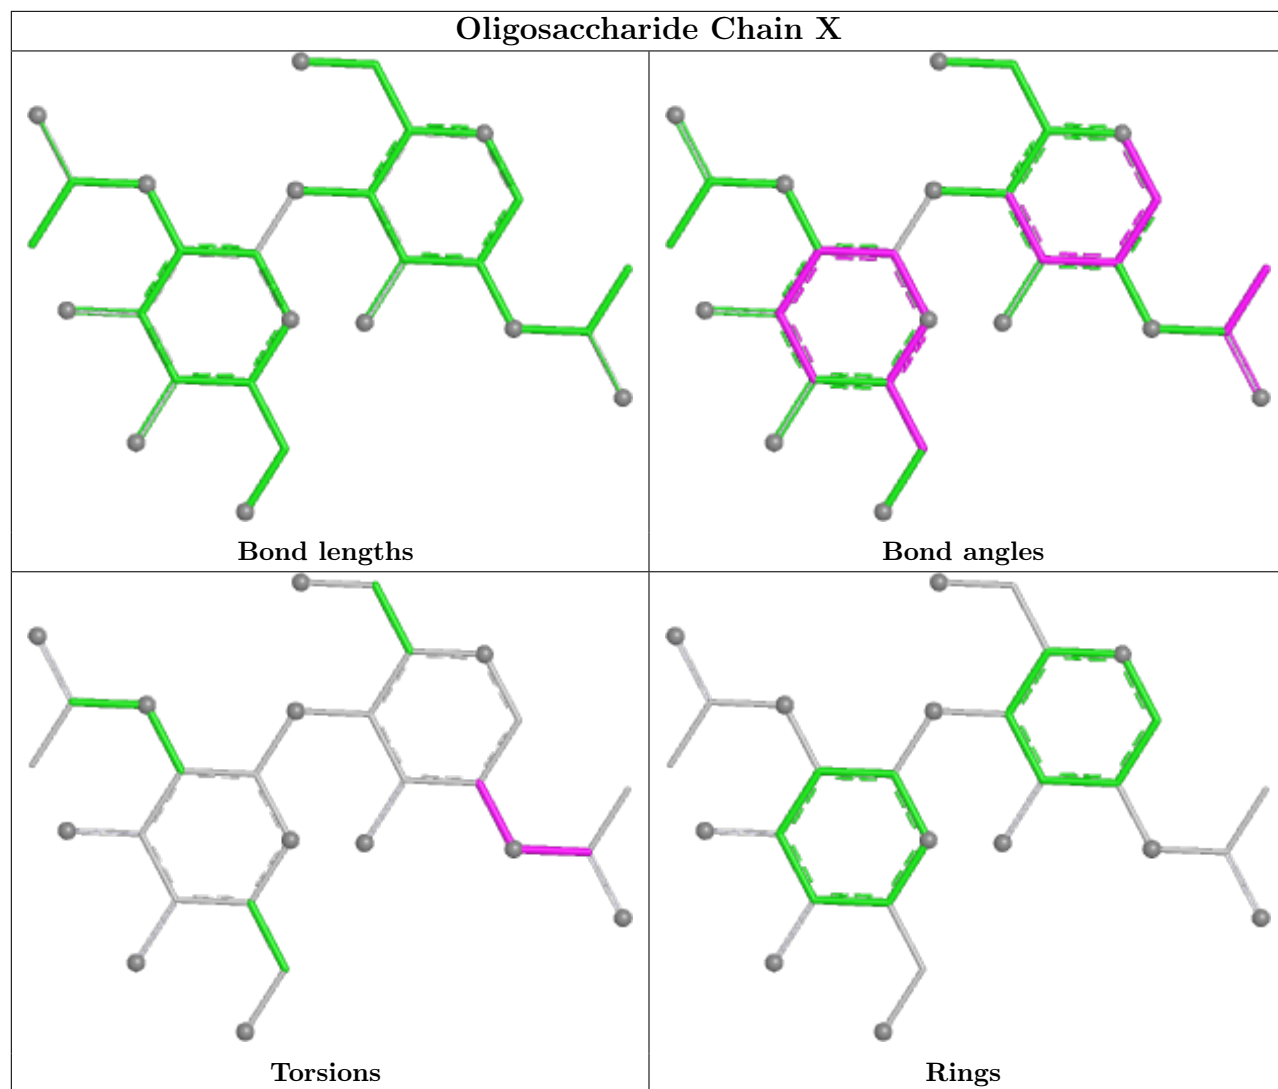 Oligosaccharide Chain X
Bond lengths
Bond angles
Torsions
Rings